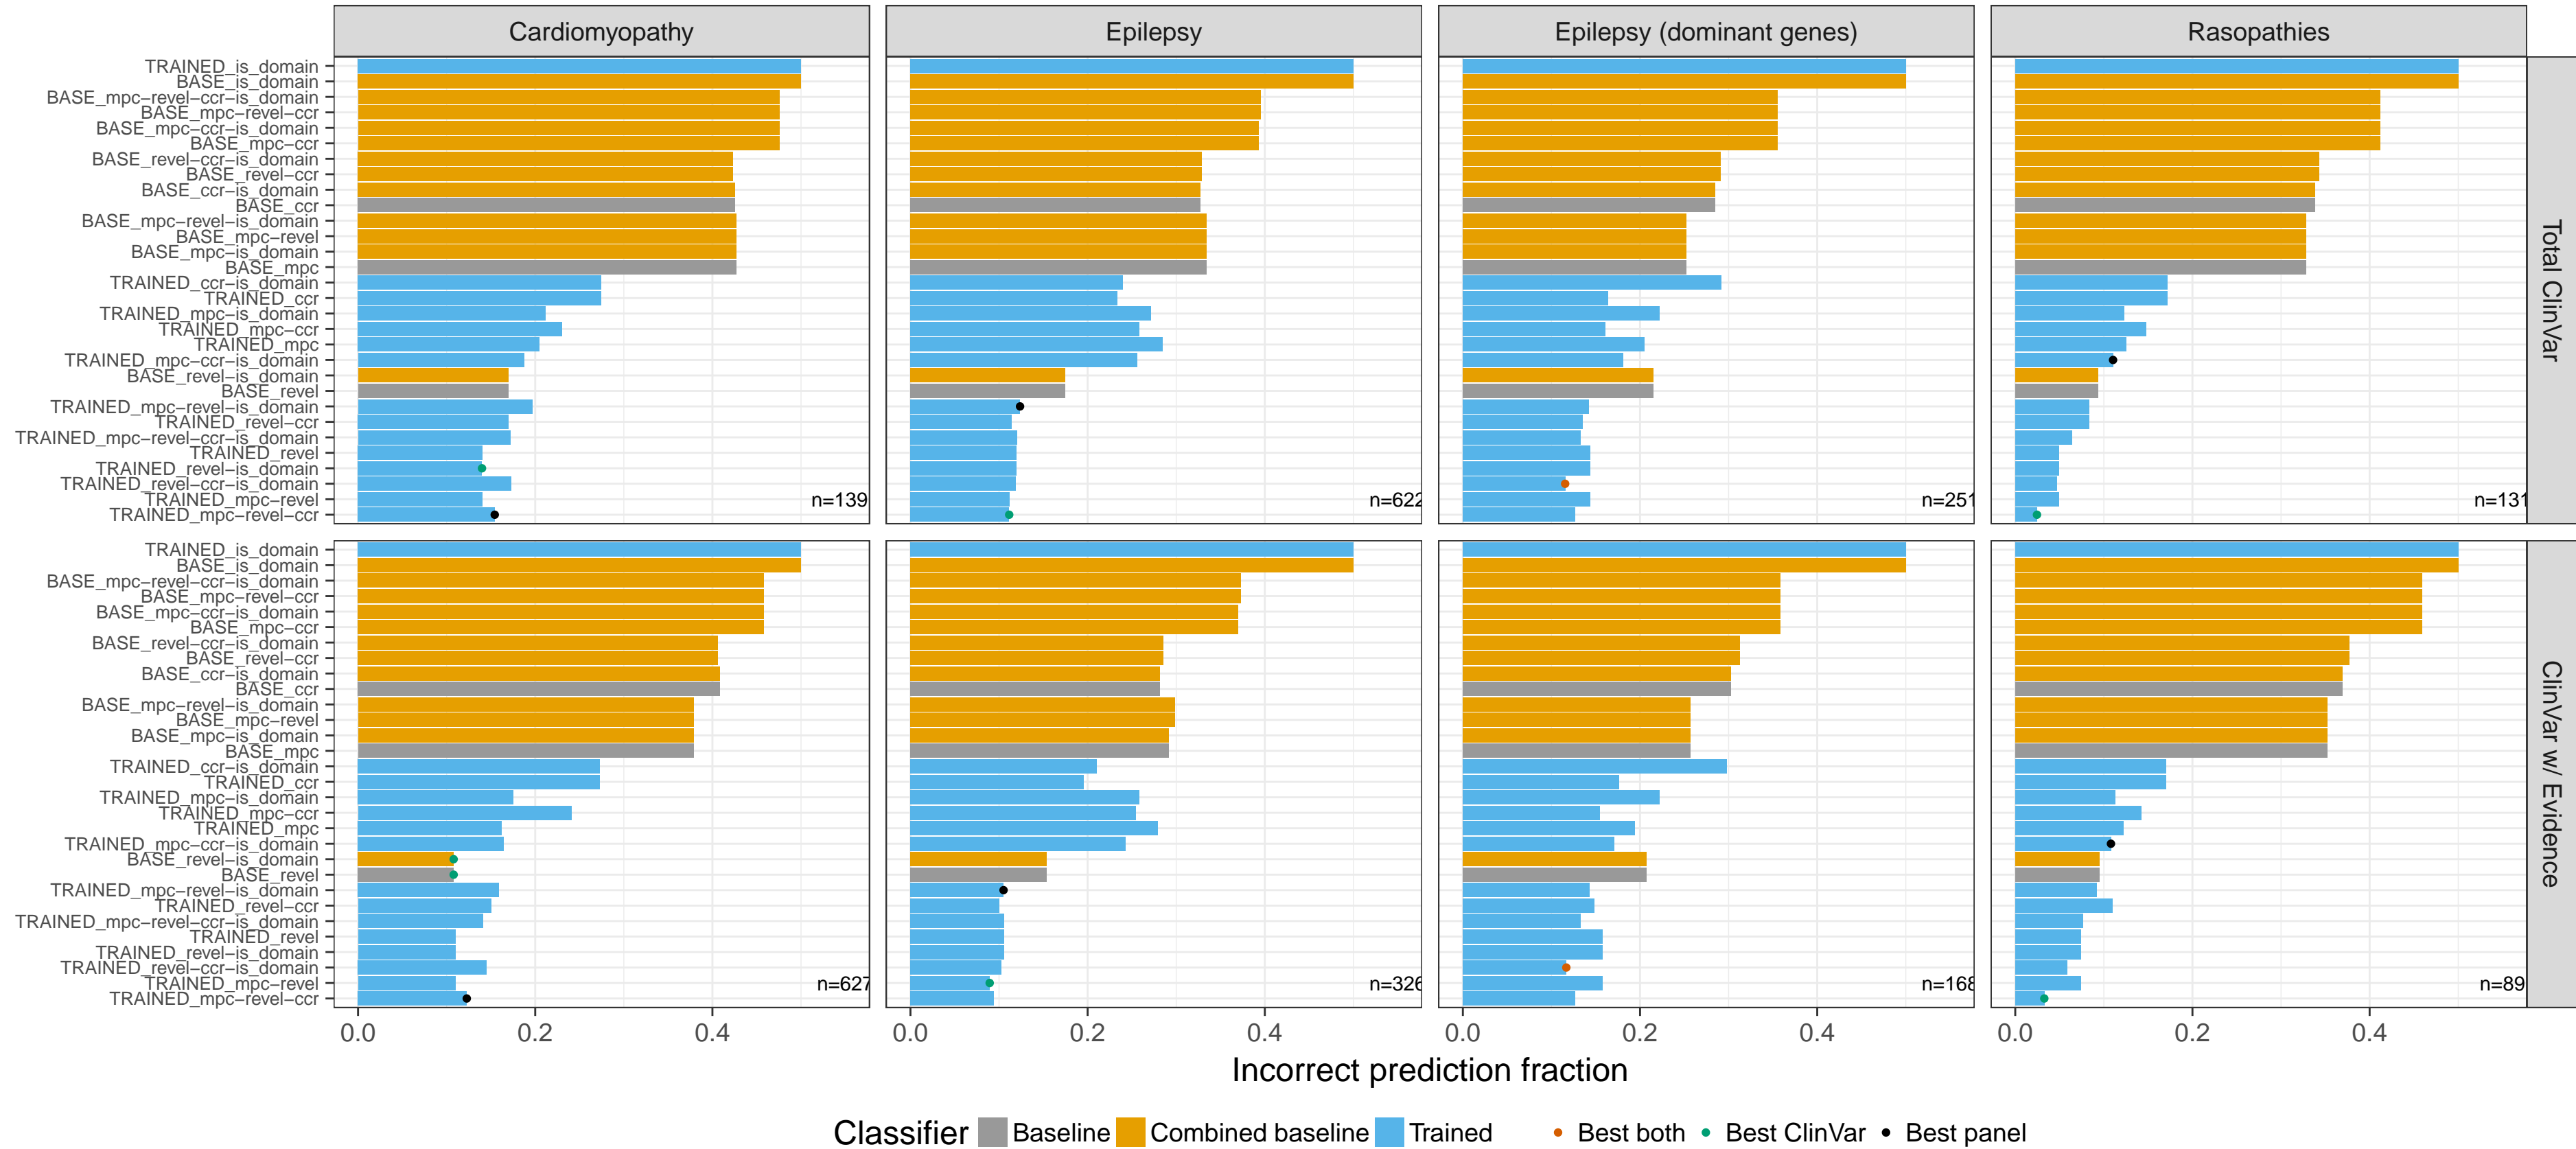 Cardiomyopathy Epilepsy Epilepsy (dominant genes) Rasopathies
TRAINED_is_domain
BASE_is_domain
BASE_mpc−revel−ccr−is_domain
BASE_mpc−revel−ccr
BASE_mpc−ccr−is_domain
BASE_mpc−ccr
BASE_revel−ccr−is_domain
BASE_revel−ccr
BASE_ccr−is_domain
BASE_ccr
BASE_mpc−revel−is_domain
BASE_mpc−revel
BASE_mpc−is_domain
BASE_mpc
TRAINED_ccr−is_domain
TRAINED_ccr
TRAINED_mpc−is_domain
TRAINED_mpc−ccr
TRAINED_mpc
TRAINED_mpc−ccr−is_domain
BASE_revel−is_domain
BASE_revel
TRAINED_mpc−revel−is_domain
TRAINED_revel−ccr
TRAINED_mpc−revel−ccr−is_domain
TRAINED_revel
TRAINED_revel−is_domain
TRAINED_revel−ccr−is_domain
TRAINED_mpc−revel
TRAINED_mpc−revel−ccr
n=139 n=622 n=251 n=131
Total ClinVar
TRAINED_is_domain
BASE_is_domain
BASE_mpc−revel−ccr−is_domain
BASE_mpc−revel−ccr
BASE_mpc−ccr−is_domain
BASE_mpc−ccr
BASE_revel−ccr−is_domain
BASE_revel−ccr
BASE_ccr−is_domain
BASE_ccr
BASE_mpc−revel−is_domain
BASE_mpc−revel
BASE_mpc−is_domain
BASE_mpc
TRAINED_ccr−is_domain
TRAINED_ccr
TRAINED_mpc−is_domain
TRAINED_mpc−ccr
TRAINED_mpc
TRAINED_mpc−ccr−is_domain
BASE_revel−is_domain
BASE_revel
TRAINED_mpc−revel−is_domain
TRAINED_revel−ccr
TRAINED_mpc−revel−ccr−is_domain
TRAINED_revel
TRAINED_revel−is_domain
TRAINED_revel−ccr−is_domain
TRAINED_mpc−revel
TRAINED_mpc−revel−ccr
n=627 n=326 n=168 n=89
ClinVar w/ Evidence
0.0 0.2 0.4 0.0 0.2 0.4 0.0 0.2 0.4 0.0 0.2 0.4
Incorrect prediction fraction
Classifier Baseline Combined baseline Trained Best both Best ClinVar Best panel